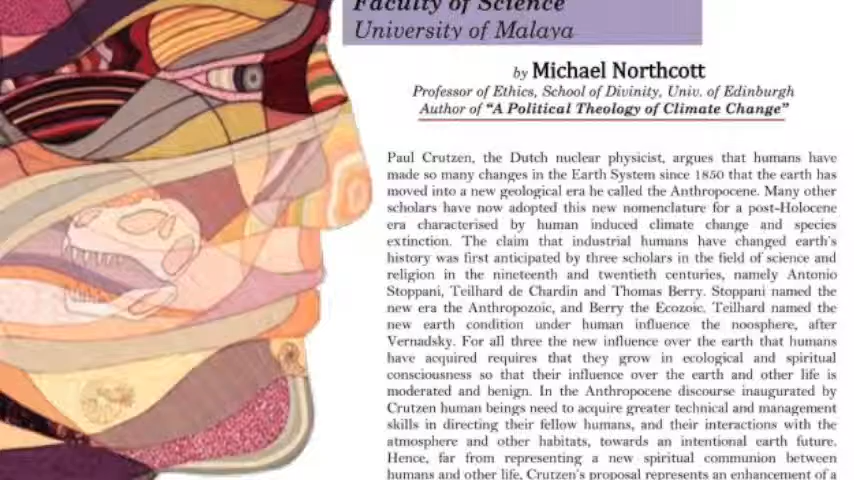 Faculty of Science
University of Malaya
by Michael Northcott
Professor of Ethics, School of Divinity, Univ. of Edinburgh
Author of "A Political Theology of Climate Change"
Paul Crutzen, the Dutch nuclear physicist, argues that humans have
made so many changes in the Earth System since 1850 that the earth has
moved into a new geological era he called the Anthropocene. Many other
scholars have now adopted this new nomenclature for a post-Holocene
era characterised by human induced climate change and species
extinction. The claim that industrial humans have changed earth's
history was first anticipated by three scholars in the field of science and
religion in the nineteenth and twentieth centuries, namely Antonio
Stoppani, Teilhard de Chardin and Thomas Berry. Stoppani named the
new era the Anthropozoic, and Berry the Ecozoic. Teilhard named the
new earth condition under human influence the noosphere, after
Vernadsky. For all three the new influence over the earth that humans
have acquired requires that they grow in ecological and spiritual
consciousness so that their influence over the earth and other life is
moderated and benign. In the Anthropocene discourse inaugurated by
Crutzen human beings need to acquire greater technical and management
skills in directing their fellow humans, and their interactions with the
atmosphere and other habitats, towards an intentional earth future.
Hence, far from representing a new spiritual communion between
humans and other life, Crutzen's proposal represents an enhancement of a